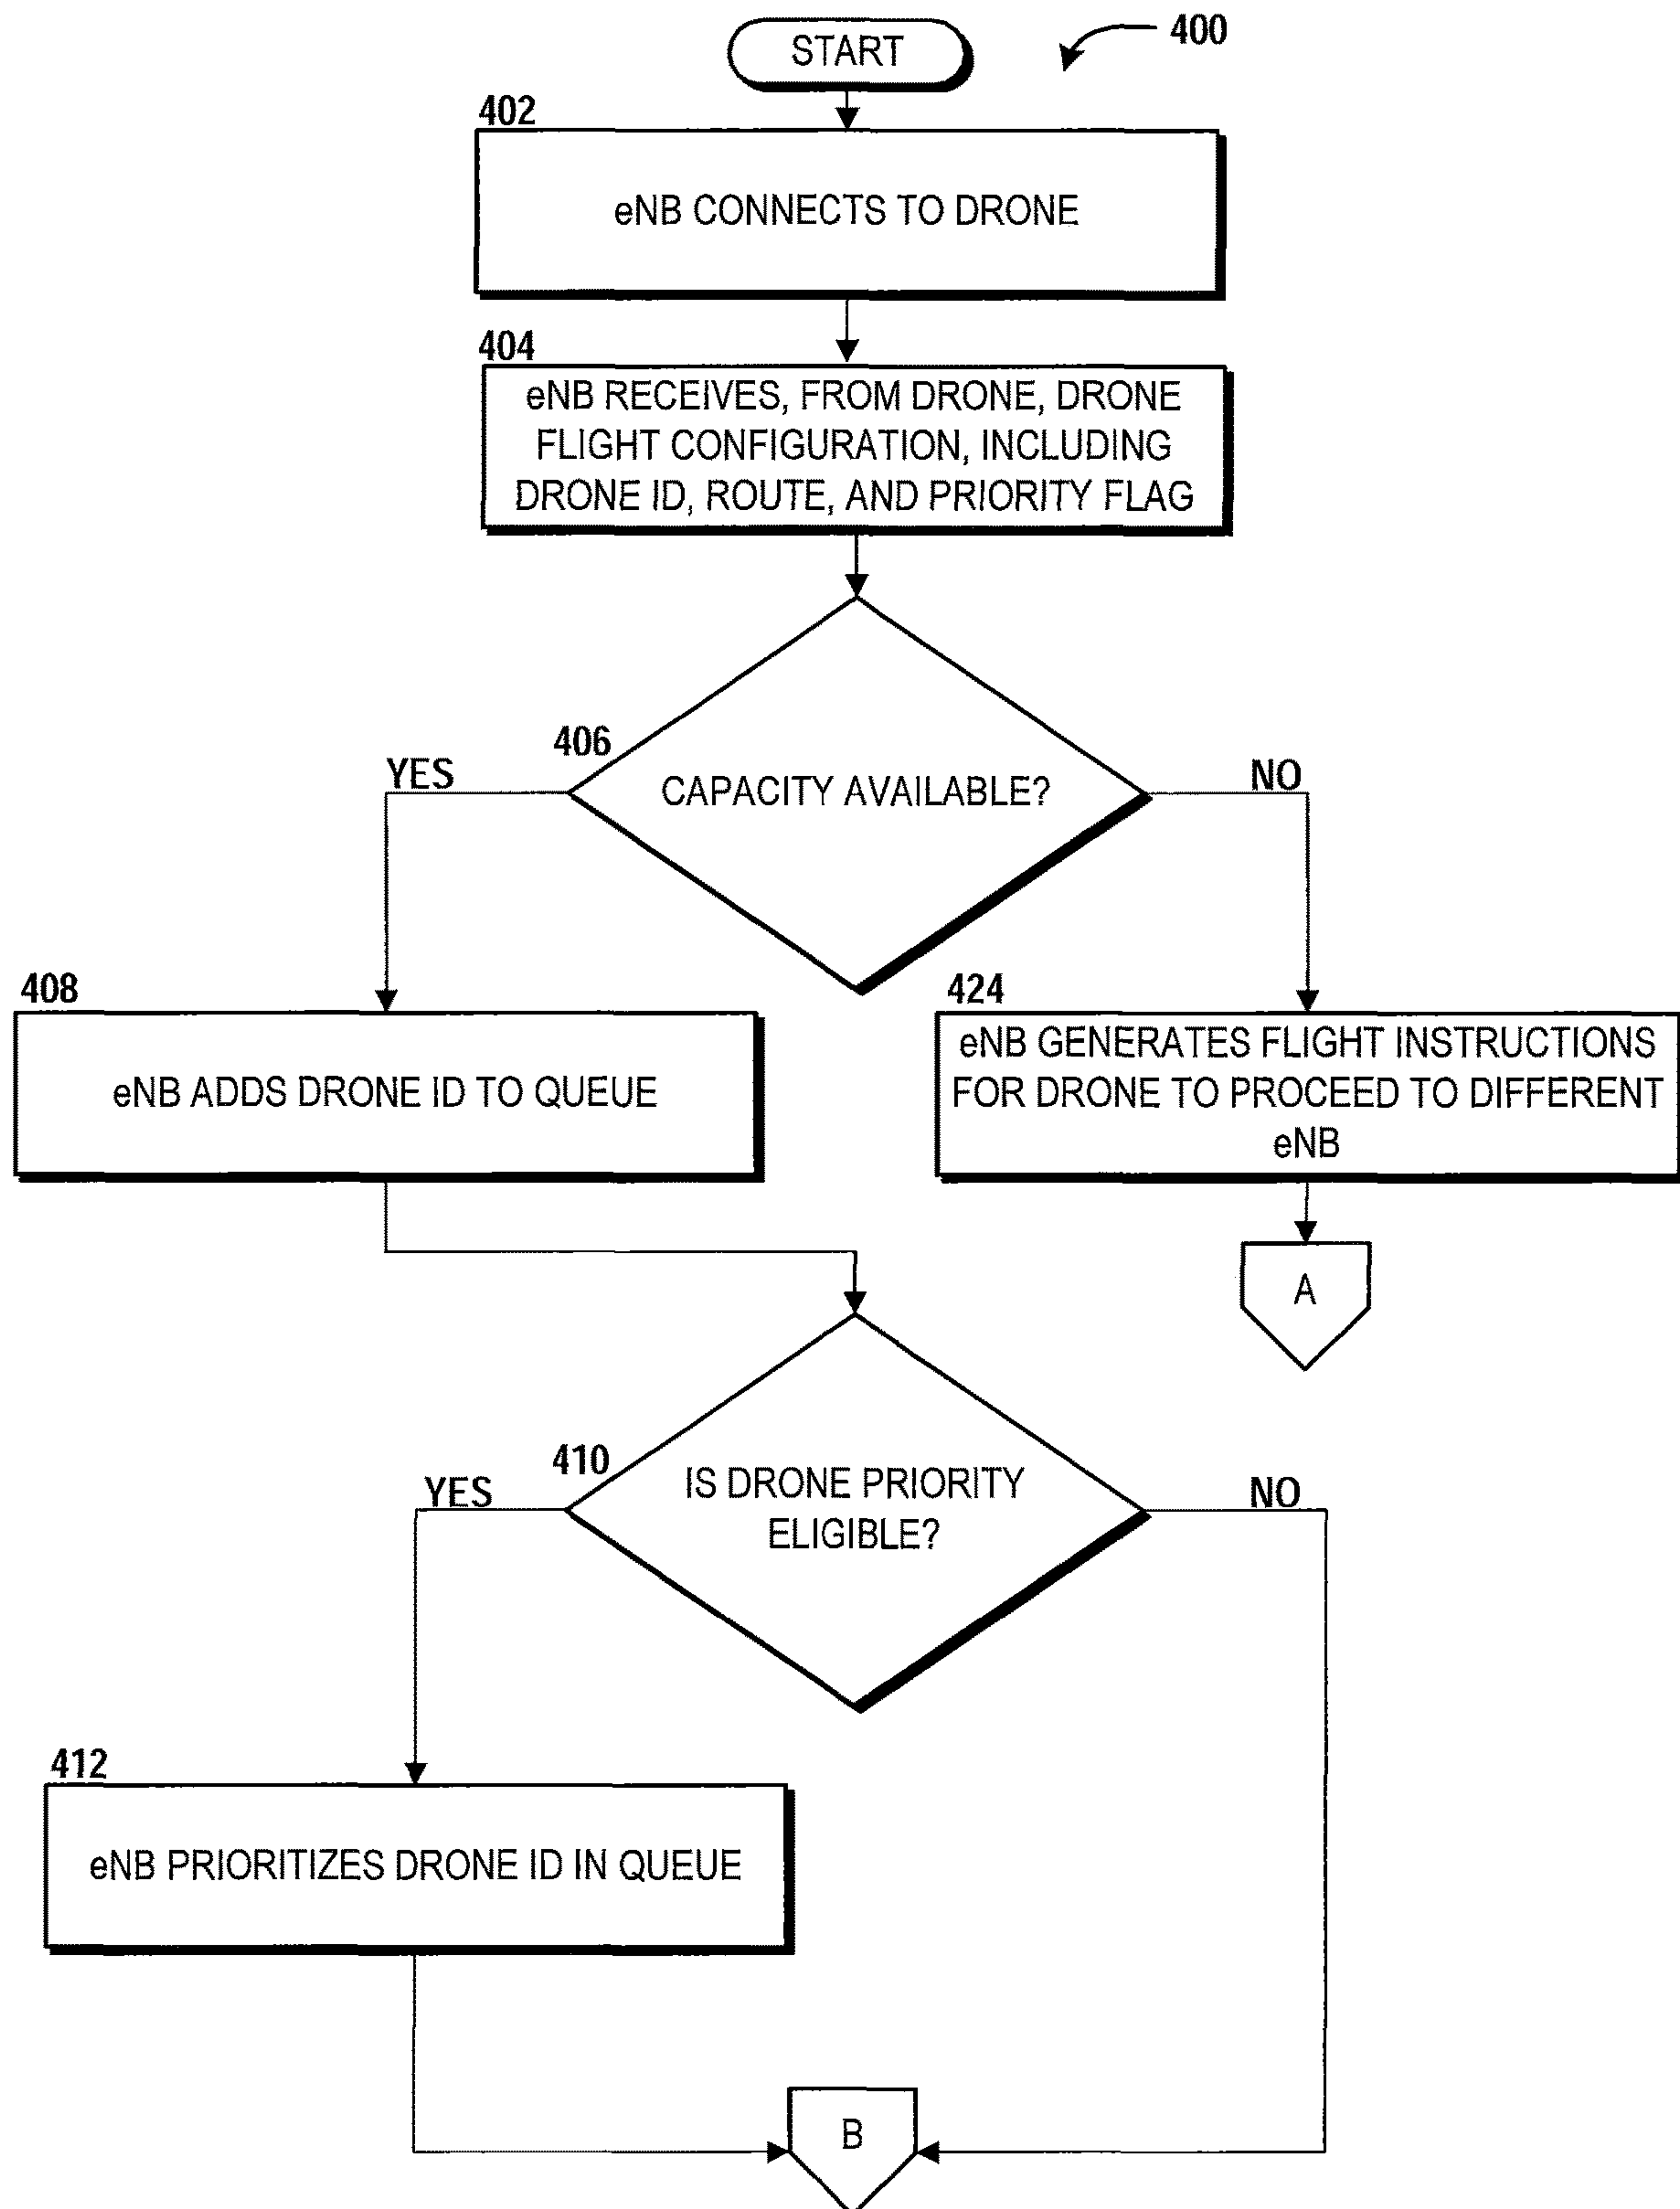 START
400
402
eNB CONNECTS TO DRONE
404
eNB RECEIVES, FROM DRONE, DRONE
FLIGHT CONFIGURATION, INCLUDING
DRONE ID, ROUTE, AND PRIORITY FLAG
406
YES
CAPACITY AVAILABLE?
NO
408
eNB ADDS DRONE ID TO QUEUE
424
eNB GENERATES FLIGHT INSTRUCTIONS
FOR DRONE TO PROCEED TO DIFFERENT
eNB
A
410
YES
IS DRONE PRIORITY
ELIGIBLE?
NO
412
eNB PRIORITIZES DRONE ID IN QUEUE
B